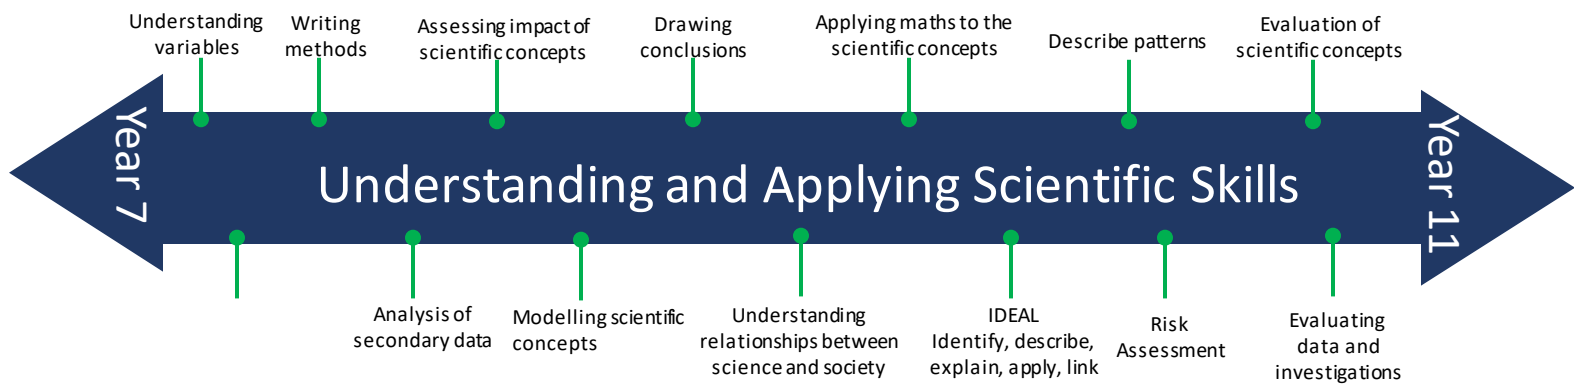 Understanding
variables
Writing
methods
Assessing impact of
scientific concepts
Drawing
conclusions
Applying maths to the
scientific concepts
Describe patterns
Evaluation of
scientific concepts
Year 7
Understanding and Applying Scientific Skills
Year 11
Analysis of
secondary data
Modelling scientific
concepts
Understanding
relationships between
science and society
IDEAL
Identify, describe,
explain, apply, link
Risk
Assessment
Evaluating
data and
investigations